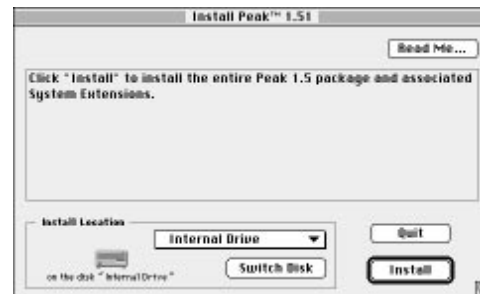 Install Peak™ 1.51
Read Me...
Click "Install" to install the entire Peak 1.5 package and associated
System Extensions.
Install Location
Internal Drive
on the disk "Internal Drive"
Switch Disk
Quit
Install